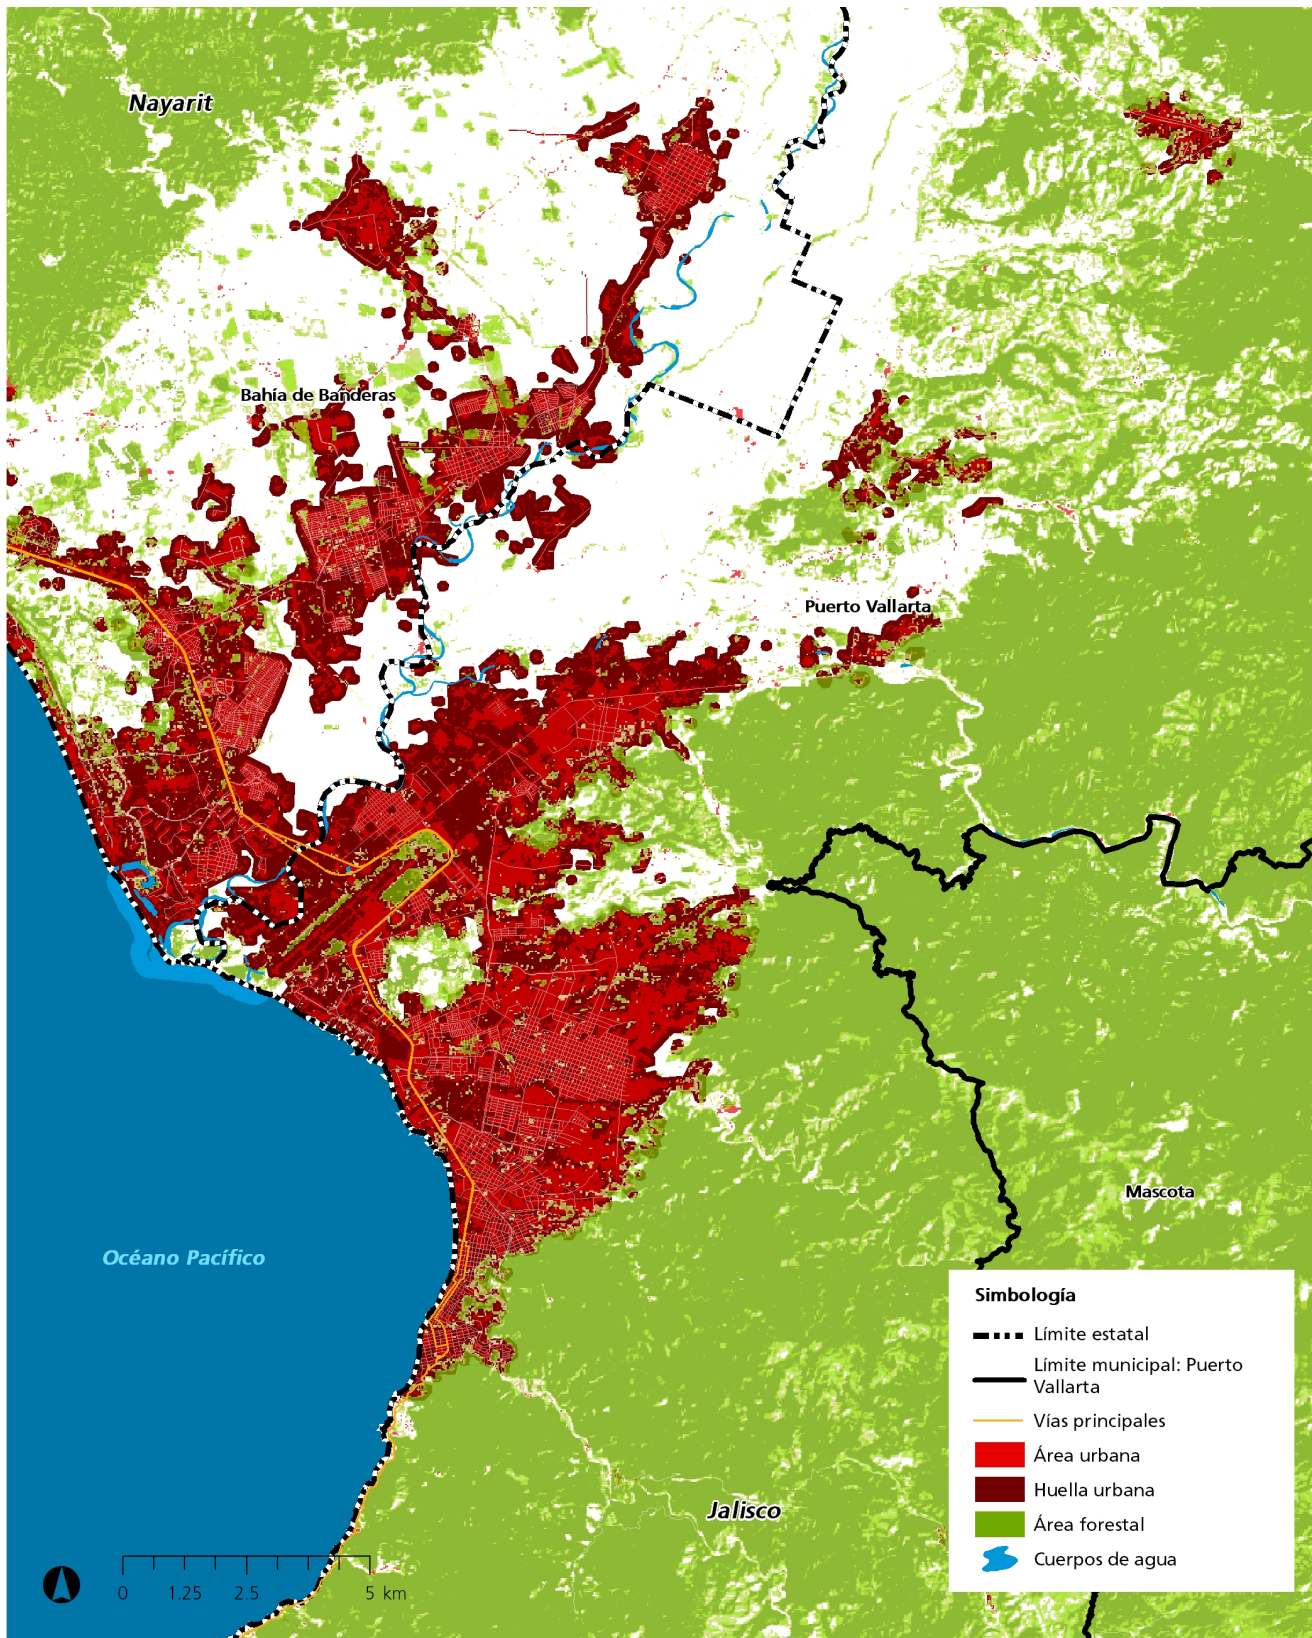 Nayarit
Bahía de Banderas
Puerto Vallarta
Mascota
Océano Pacífico
Simbología
Límite estatal
Límite municipal: Puerto
Vallarta
Vías principales
Área urbana
Huella urbana
Área forestal
Cuerpos de agua
Jalisco
0 1.25 2.5 5 km